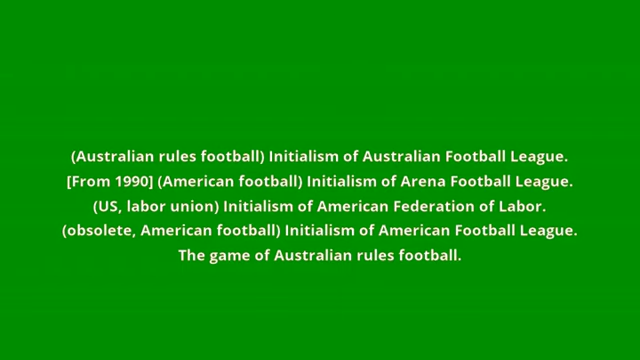 (Australian rules football) Initialism of Australian Football League.
[From 1990] (American football) Initialism of Arena Football League.
(US, labor union) Initialism of American Federation of Labor.
(obsolete, American football) Initialism of American Football League.
The game of Australian rules football.